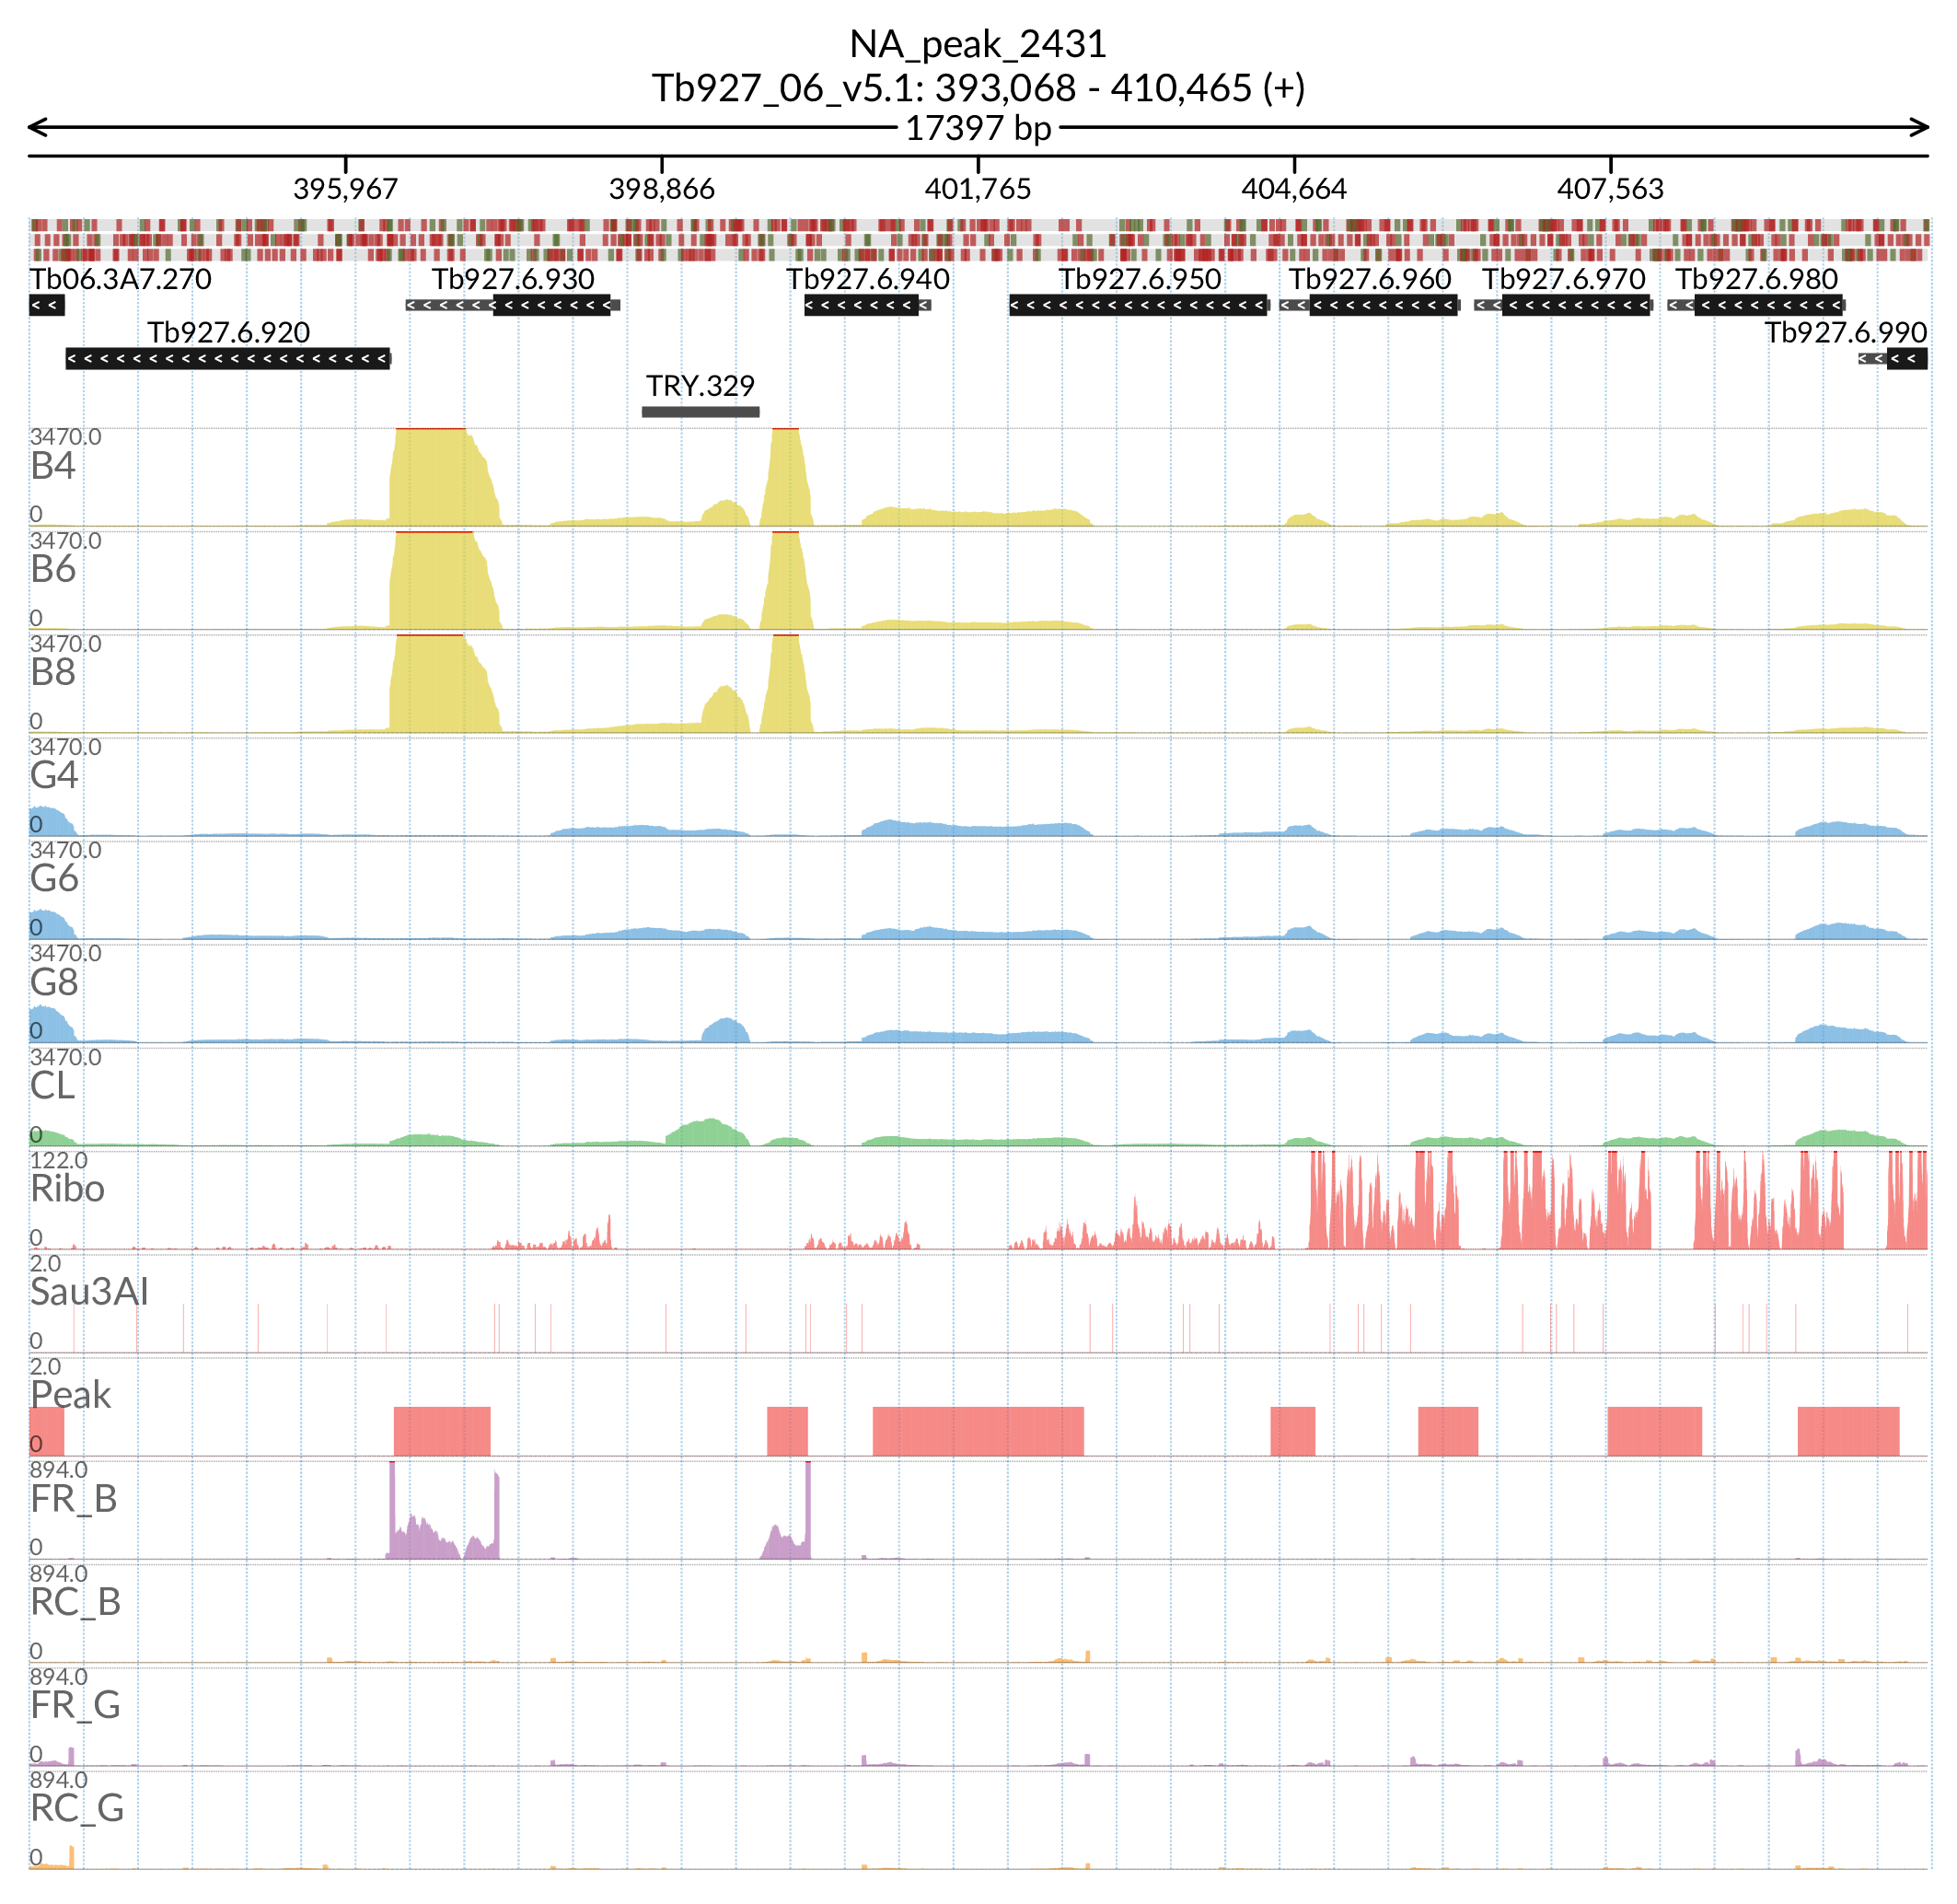 NA_peak_2431
Tb927_06_v5.1: 393,068 - 410,465 (+)
17397 bp
395,967 398,866 401,765 404,664 407,563
Tb06.3A7.270 Tb927.6.930 Tb927.6.940 Tb927.6.950 Tb927.6.960 Tb927.6.970 Tb927.6.980
Tb927.6.920 Tb927.6.990
TRY.329
3470.0
B4
0
3470.0
B6
0
3470.0
B8
0
3470.0
G4
0
3470.0
G6
0
3470.0
G8
0
3470.0
CL
0
122.0
Ribo
0
2.0
Sau3AI
0
2.0
Peak
0
894.0
FR_B
0
894.0
RC_B
0
894.0
FR_G
0
894.0
RC_G
0